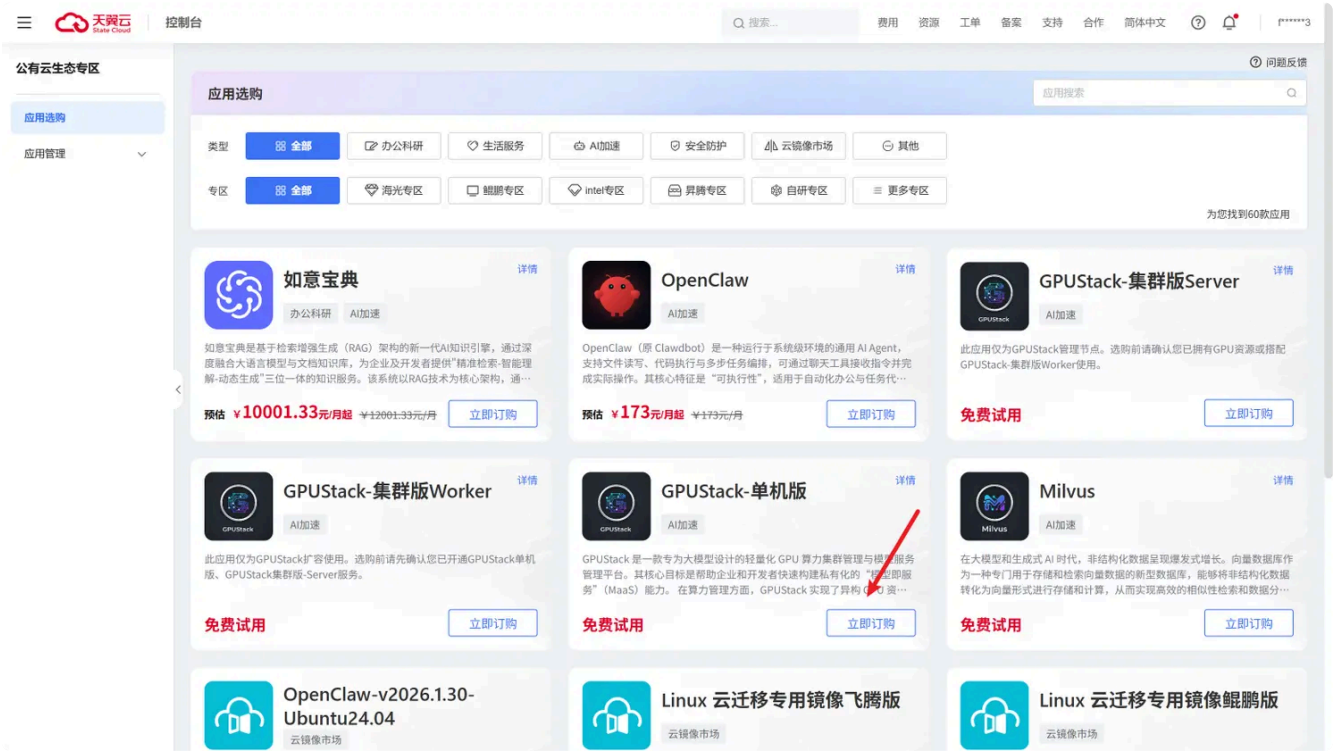 天翼云
State Cloud
控制台
搜索...
费用
资源
工单
备案
支持
合作
简体中文
f******3
公有云生态专区
应用选购
应用管理
问题反馈
应用选购
应用搜索
类型
全部
办公科研
生活服务
AI加速
安全防护
云镜像市场
其他
专区
全部
海光专区
鲲鹏专区
intel专区
昇腾专区
自研专区
更多专区
为您找到60款应用
如意宝典
详情
办公科研
AI加速
如意宝典是基于检索增强生成（RAG）架构的新一代AI知识引擎，通过深
度融合大语言模型与文档知识库，为企业及开发者提供"精准检索-智能理
解-动态生成"三位一体的知识服务。该系统以RAG技术为核心架构，通...
预估 ￥10001.33元/月起 ￥12001.33元/月
立即订购
OpenClaw
详情
AI加速
OpenClaw（原 Clawdbot）是一种运行于系统级环境的通用 AI Agent，
支持文件读写、代码执行与多步任务编排，可通过聊天工具接收指令并完
成实际操作。其核心特征是“可执行性”，适用于自动化办公与任务代...
预估 ￥173元/月起 ￥173元/月
立即订购
GPUStack
GPUStack-集群版Server
详情
AI加速
此应用仅为GPUStack管理节点。选购前请确认您已拥有GPU资源或搭配
GPUStack-集群版Worker使用。
免费试用
立即订购
GPUStack
GPUStack-集群版Worker
详情
AI加速
此应用仅为GPUStack扩容使用。选购前请先确认您已开通GPUStack单机
版、GPUStack集群版-Server服务。
免费试用
立即订购
GPUStack
GPUStack-单机版
详情
AI加速
GPUStack 是一款专为大模型设计的轻量化 GPU 算力集群管理与模型服务
管理平台。其核心目标是帮助企业和开发者快速构建私有化的“模型即服
务”（MaaS）能力。 在算力管理方面，GPUStack 实现了异构 GPU 资...
免费试用
立即订购
Milvus
Milvus
详情
AI加速
在大模型和生成式 AI 时代，非结构化数据呈现爆发式增长。向量数据库作
为一种专门用于存储和检索向量数据的新型数据库，能够将非结构化数据
转化为向量形式进行存储和计算，从而实现高效的相似性检索和数据分...
免费试用
立即订购
OpenClaw-v2026.1.30-
Ubuntu24.04
云镜像市场
Linux 云迁移专用镜像飞腾版
云镜像市场
Linux 云迁移专用镜像鲲鹏版
云镜像市场